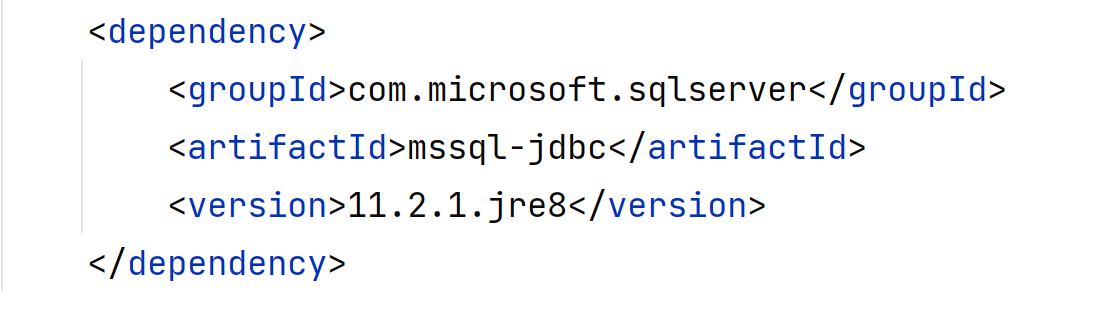 <dependency>
<groupId>com.microsoft.sqlserver</groupId>
<artifactId>mssql-jdbc</artifactId>
<version>11.2.1.jre8</version>
</dependency>